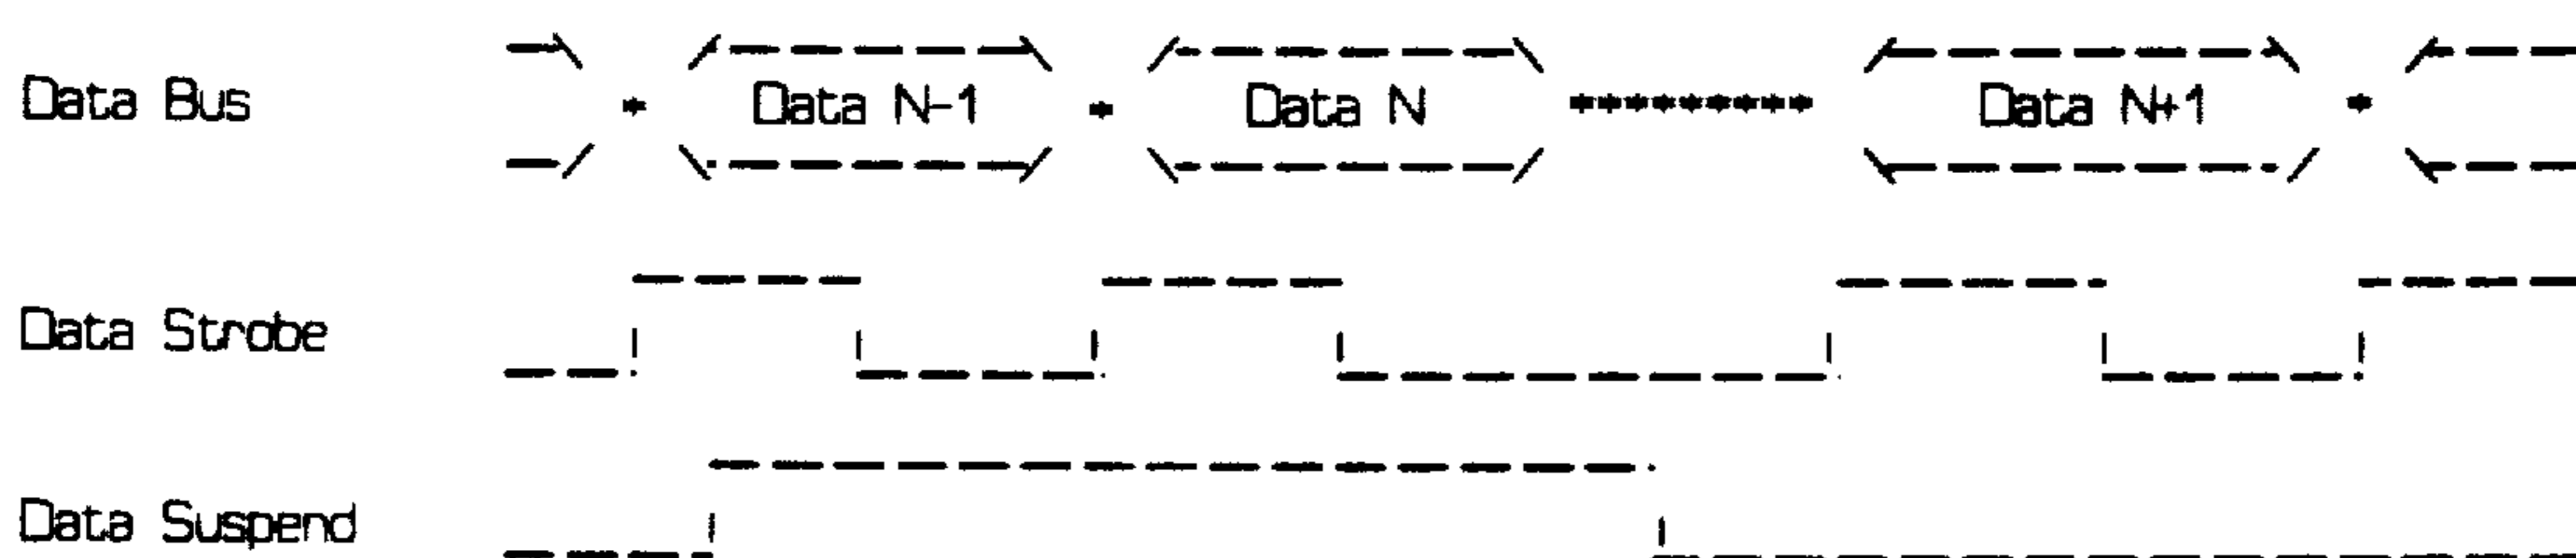 Data Bus * Data N-1 * Data N ********* Data N+1 *
Data Strobe
Data Suspend